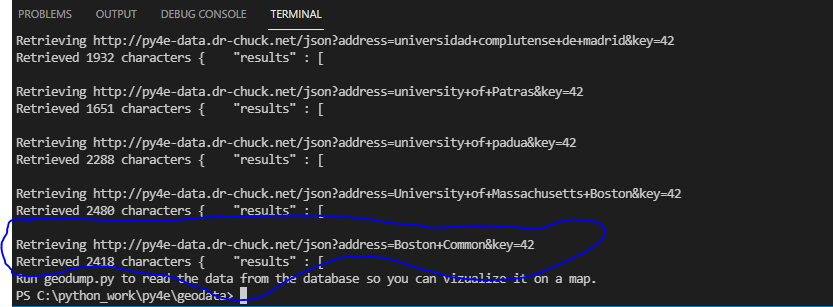 PROBLEMS OUTPUT DEBUG CONSOLE TERMINAL
Retrieving http://py4e-data.dr-chuck.net/json?address=universidad+complutense+de+madrid&key=42
Retrieved 1932 characters {    "results" : [
Retrieving http://py4e-data.dr-chuck.net/json?address=university+of+Patras&key=42
Retrieved 1651 characters {    "results" : [
Retrieving http://py4e-data.dr-chuck.net/json?address=university+of+padua&key=42
Retrieved 2288 characters {    "results" : [
Retrieving http://py4e-data.dr-chuck.net/json?address=University+of+Massachusetts+Boston&key=42
Retrieved 2480 characters {    "results" : [
Retrieving http://py4e-data.dr-chuck.net/json?address=Boston+Common&key=42
Retrieved 2418 characters {    "results" : [
Run geodump.py to read the data from the database so you can vizualize it on a map.
PS C:\python_work\py4e\geodata>